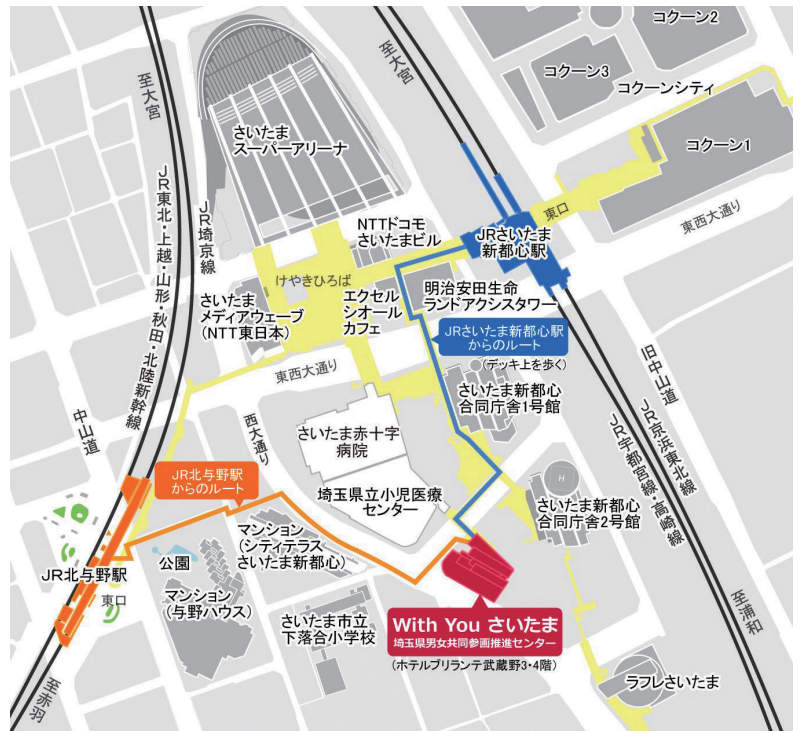 コクーン2
コクーン3
コクーンシティ
コクーン1
至大宮
至大宮
さいたま
スーパーアリーナ
JR東北・上越・山形・秋田・北陸新幹線
JR埼京線
NTTドコモ
さいたまビル
JRさいたま
新都心駅
東口
東西大通り
けやきひろば
さいたま
メディアウェーブ
(NTT東日本)
エクセル
シオール
カフェ
明治安田生命
ランドアクシスタワー
JRさいたま新都心駅
からのルート
(デッキ上を歩く)
東西大通り
さいたま新都心
合同庁舎1号館
旧中山道
JR京浜東北線
JR宇都宮線・高崎線
中山道
西大通り
さいたま赤十字
病院
JR北与野駅
からのルート
埼玉県立小児医療
センター
H
さいたま新都心
合同庁舎2号館
マンション
(シティテラス
さいたま新都心)
公園
JR北与野駅
東口
マンション
(与野ハウス)
さいたま市立
下落合小学校
With You さいたま
埼玉県男女共同参画推進センター
(ホテルブリランテ武蔵野3・4階)
ラフレさいたま
至浦和
至赤羽